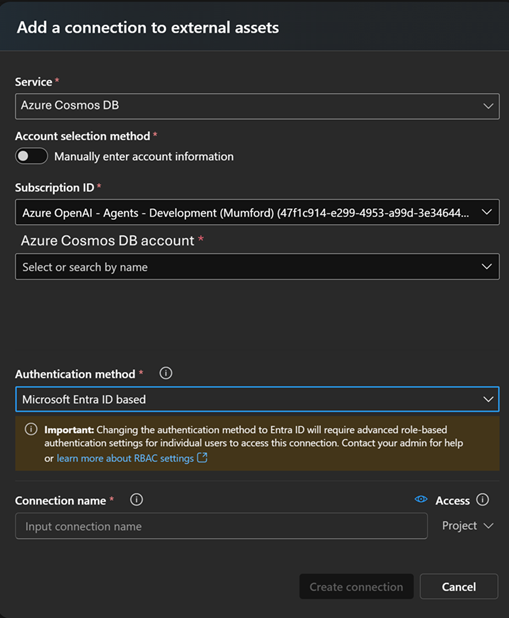 Add a connection to external assets
Service *
Azure Cosmos DB
Account selection method *
Manually enter account information
Subscription ID *
Azure OpenAI - Agents - Development (Mumford) (47f1c914-e299-4953-a99d-3e34644...
Azure Cosmos DB account *
Select or search by name
Authentication method *
Microsoft Entra ID based
Important: Changing the authentication method to Entra ID will require advanced role-based
authentication settings for individual users to access this connection. Contact your admin for help
or learn more about RBAC settings
Connection name *
Access
Input connection name
Project
Create connection
Cancel